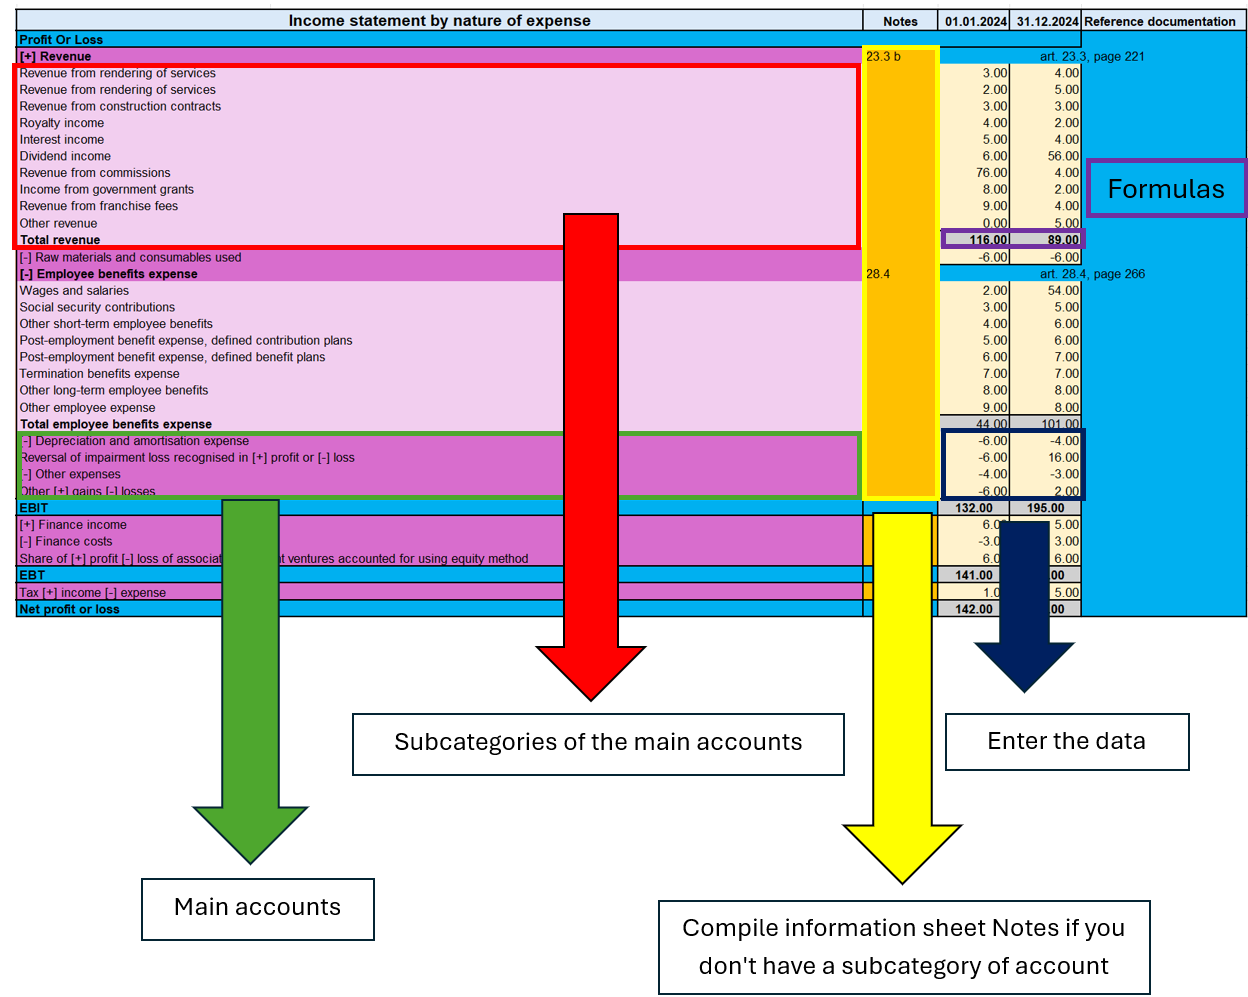 Income statement by nature of expense Notes 01.01.2024 31.12.2024 Reference documentation
Profit Or Loss
[+] Revenue 23.3 b art. 23.3, page 221
Revenue from rendering of services 3.00 4.00
Revenue from rendering of services 2.00 5.00
Revenue from construction contracts 3.00 3.00
Royalty income 4.00 2.00
Interest income 5.00 4.00
Dividend income 6.00 56.00
Revenue from commissions 76.00 4.00
Income from government grants 8.00 2.00
Revenue from franchise fees 9.00 4.00
Other revenue 0.00 5.00
Total revenue 116.00 89.00
[-] Raw materials and consumables used -6.00 -6.00
[-] Employee benefits expense 28.4 art. 28.4, page 266
Wages and salaries 2.00 54.00
Social security contributions 3.00 5.00
Other short-term employee benefits 4.00 6.00
Post-employment benefit expense, defined contribution plans 5.00 6.00
Post-employment benefit expense, defined benefit plans 6.00 7.00
Termination benefits expense 7.00 7.00
Other long-term employee benefits 8.00 8.00
Other employee expense 9.00 8.00
Total employee benefits expense 44.00 101.00
[-] Depreciation and amortisation expense -6.00 -4.00
Reversal of impairment loss recognised in [+] profit or [-] loss -6.00 16.00
[-] Other expenses -4.00 -3.00
Other [+] gains [-] losses -6.00 2.00
EBIT 132.00 195.00
[+] Finance income 6.0 5.00
[-] Finance costs -3.0 3.00
Share of [+] profit [-] loss of ventures accounted for using equity method 6.0 6.00
EBT 141.00 00
Tax [+] income [-] expense 1.0 5.00
Net profit or loss 142.00 00
Formulas
Subcategories of the main accounts
Enter the data
Main accounts
Compile information sheet Notes if you
don't have a subcategory of account